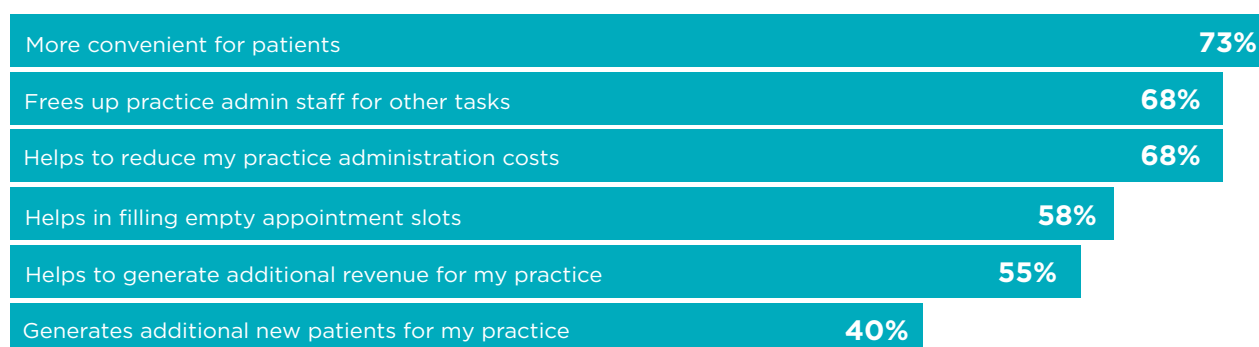 More convenient for patients 73%
Frees up practice admin staff for other tasks 68%
Helps to reduce my practice administration costs 68%
Helps in filling empty appointment slots 58%
Helps to generate additional revenue for my practice 55%
Generates additional new patients for my practice 40%